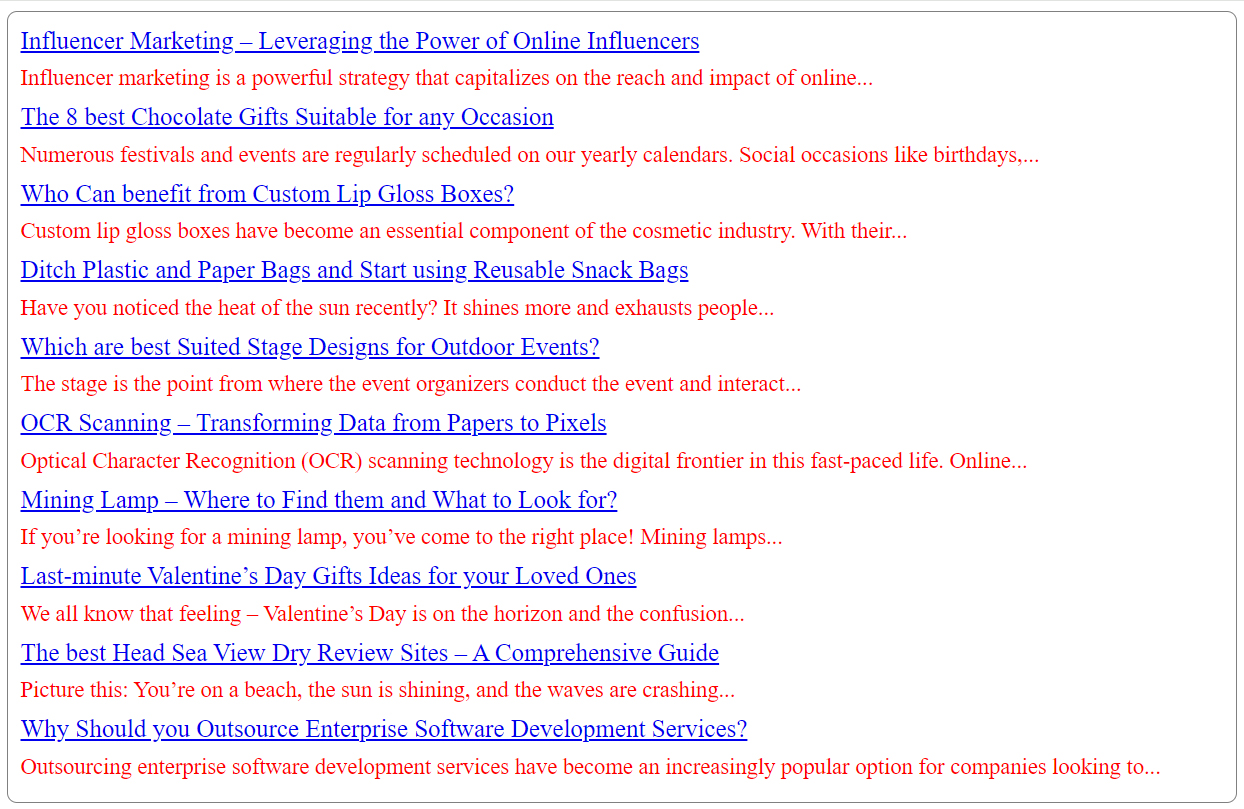 Influencer Marketing – Leveraging the Power of Online Influencers
Influencer marketing is a powerful strategy that capitalizes on the reach and impact of online...
The 8 best Chocolate Gifts Suitable for any Occasion
Numerous festivals and events are regularly scheduled on our yearly calendars. Social occasions like birthdays,...
Who Can benefit from Custom Lip Gloss Boxes?
Custom lip gloss boxes have become an essential component of the cosmetic industry. With their...
Ditch Plastic and Paper Bags and Start using Reusable Snack Bags
Have you noticed the heat of the sun recently? It shines more and exhausts people...
Which are best Suited Stage Designs for Outdoor Events?
The stage is the point from where the event organizers conduct the event and interact...
OCR Scanning – Transforming Data from Papers to Pixels
Optical Character Recognition (OCR) scanning technology is the digital frontier in this fast-paced life. Online...
Mining Lamp – Where to Find them and What to Look for?
If you’re looking for a mining lamp, you’ve come to the right place! Mining lamps...
Last-minute Valentine’s Day Gifts Ideas for your Loved Ones
We all know that feeling – Valentine’s Day is on the horizon and the confusion...
The best Head Sea View Dry Review Sites – A Comprehensive Guide
Picture this: You’re on a beach, the sun is shining, and the waves are crashing...
Why Should you Outsource Enterprise Software Development Services?
Outsourcing enterprise software development services have become an increasingly popular option for companies looking to...